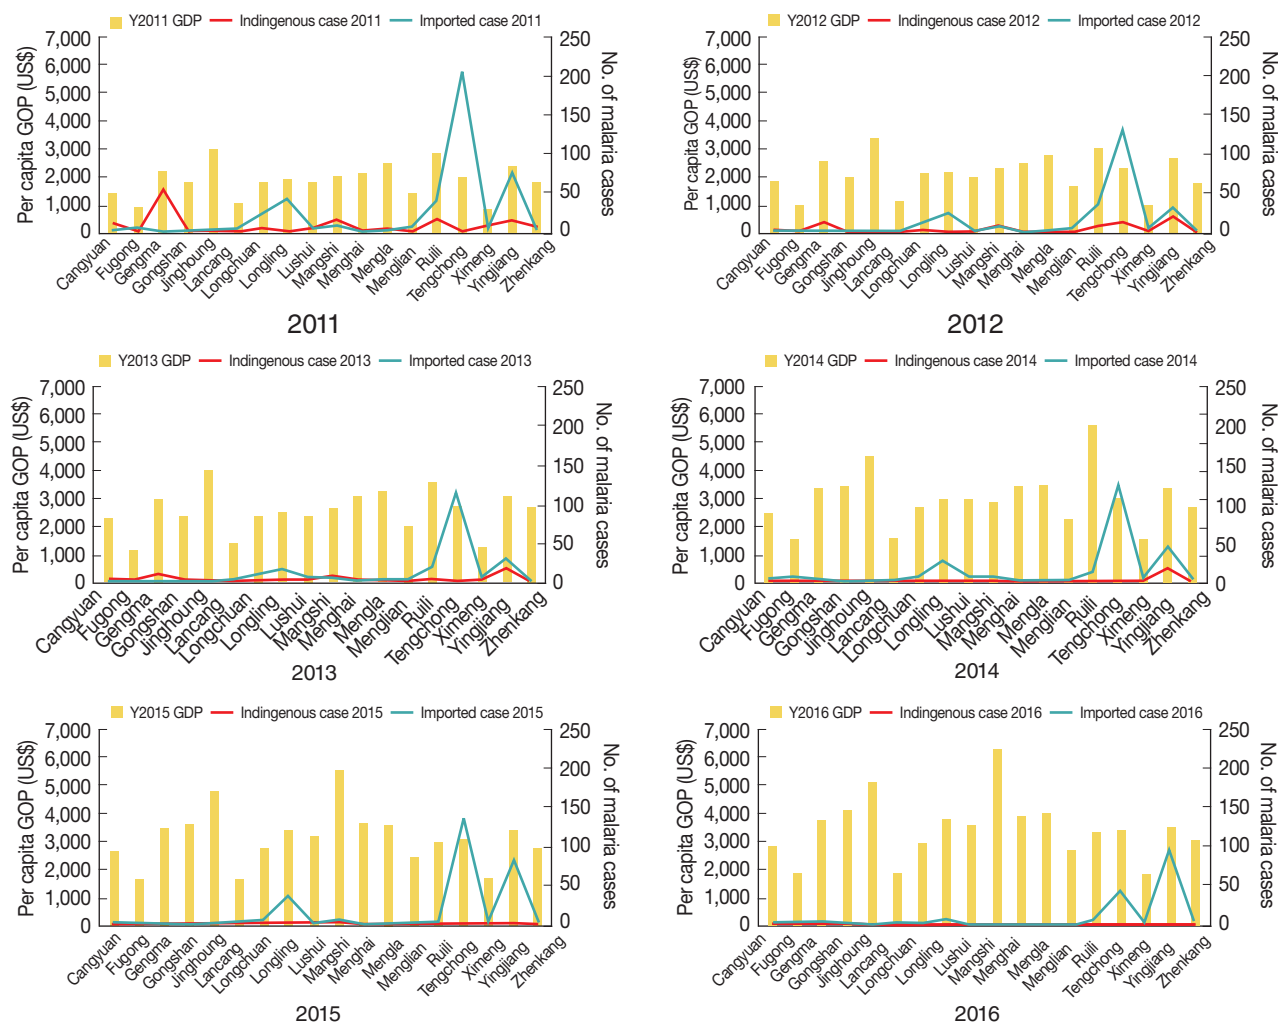 Y2011 GDP Indingenous case 2011 Imported case 2011
Per capita GOP (US$)
7,000
6,000
5,000
4,000
3,000
2,000
1,000
0
250
200
150
100
50
0
No. of malaria cases
Cangyuan
Fugong
Gengma
Gongshan
Jinghoung
Lancang
Longchuan
Longling
Lushui
Mangshi
Menghai
Mengla
Menglian
Ruili
Tengchong
Ximeng
Yingjiang
Zhenkang
2011
Y2012 GDP Indingenous case 2012 Imported case 2012
Per capita GOP (US$)
7,000
6,000
5,000
4,000
3,000
2,000
1,000
0
250
200
150
100
50
0
No. of malaria cases
Cangyuan
Fugong
Gengma
Gongshan
Jinghoung
Lancang
Longchuan
Longling
Lushui
Mangshi
Menghai
Mengla
Menglian
Ruili
Tengchong
Ximeng
Yingjiang
Zhenkang
2012
Y2013 GDP Indingenous case 2013 Imported case 2013
Per capita GOP (US$)
7,000
6,000
5,000
4,000
3,000
2,000
1,000
0
250
200
150
100
50
0
No. of malaria cases
Cangyuan
Fugong
Gengma
Gongshan
Jinghoung
Lancang
Longchuan
Longling
Lushui
Mangshi
Menghai
Mengla
Menglian
Ruili
Tengchong
Ximeng
Yingjiang
Zhenkang
2013
Y2014 GDP Indingenous case 2014 Imported case 2014
Per capita GOP (US$)
7,000
6,000
5,000
4,000
3,000
2,000
1,000
0
250
200
150
100
50
0
No. of malaria cases
Cangyuan
Fugong
Gengma
Gongshan
Jinghoung
Lancang
Longchuan
Longling
Lushui
Mangshi
Menghai
Mengla
Menglian
Ruili
Tengchong
Ximeng
Yingjiang
Zhenkang
2014
Y2015 GDP Indingenous case 2015 Imported case 2015
Per capita GOP (US$)
7,000
6,000
5,000
4,000
3,000
2,000
1,000
0
250
200
150
100
50
0
No. of malaria cases
Cangyuan
Fugong
Gengma
Gongshan
Jinghoung
Lancang
Longchuan
Longling
Lushui
Mangshi
Menghai
Mengla
Menglian
Ruili
Tengchong
Ximeng
Yingjiang
Zhenkang
2015
Y2016 GDP Indingenous case 2016 Imported case 2016
Per capita GOP (US$)
7,000
6,000
5,000
4,000
3,000
2,000
1,000
0
250
200
150
100
50
0
No. of malaria cases
Cangyuan
Fugong
Gengma
Gongshan
Jinghoung
Lancang
Longchuan
Longling
Lushui
Mangshi
Menghai
Mengla
Menglian
Ruili
Tengchong
Ximeng
Yingjiang
Zhenkang
2016